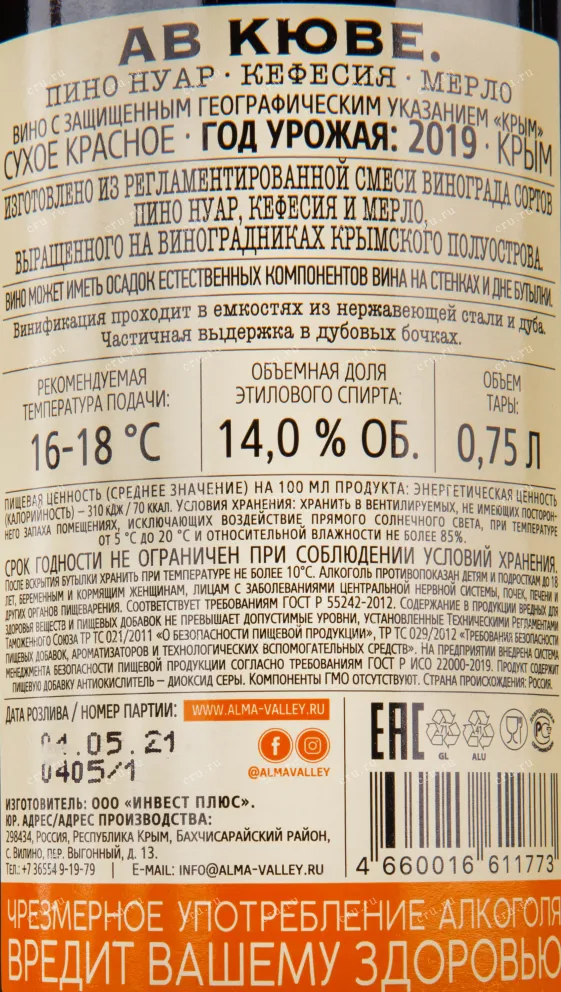 АВ КЮВЕ.
ПИНО НУАР · КЕФЕСИЯ · МЕРЛО
ВИНО С ЗАЩИЩЕННЫМ ГЕОГРАФИЧЕСКИМ УКАЗАНИЕМ «КРЫМ»
СУХОЕ КРАСНОЕ · ГОД УРОЖАЯ: 2019 · КРЫМ
ИЗГОТОВЛЕНО ИЗ РЕГЛАМЕНТИРОВАННОЙ СМЕСИ ВИНОГРАДА СОРТОВ
ПИНО НУАР, КЕФЕСИЯ И МЕРЛО,
ВЫРАЩЕННОГО НА ВИНОГРАДНИКАХ КРЫМСКОГО ПОЛУОСТРОВА.
ВИНО МОЖЕТ ИМЕТЬ ОСАДОК ЕСТЕСТВЕННЫХ КОМПОНЕНТОВ ВИНА НА СТЕНКАХ И ДНЕ БУТЫЛКИ.
Винификация проходит в емкостях из нержавеющей стали и дуба.
Частичная выдержка в дубовых бочках.
РЕКОМЕНДУЕМАЯ
ТЕМПЕРАТУРА ПОДАЧИ:
16-18 °С
ОБЪЕМНАЯ ДОЛЯ
ЭТИЛОВОГО СПИРТА:
14,0 % ОБ.
ОБЪЕМ
ТАРЫ:
0,75 Л
ПИЩЕВАЯ ЦЕННОСТЬ (СРЕДНЕЕ ЗНАЧЕНИЕ) НА 100 МЛ ПРОДУКТА: ЭНЕРГЕТИЧЕСКАЯ ЦЕННОСТЬ
(КАЛОРИЙНОСТЬ) – 310 КДЖ / 70 ККАЛ. УСЛОВИЯ ХРАНЕНИЯ: ХРАНИТЬ В ВЕНТИЛИРУЕМЫХ, НЕ ИМЕЮЩИХ ПОСТОРОН-
НЕГО ЗАПАХА ПОМЕЩЕНИЯХ, ИСКЛЮЧАЮЩИХ ВОЗДЕЙСТВИЕ ПРЯМОГО СОЛНЕЧНОГО СВЕТА, ПРИ ТЕМПЕРАТУРЕ
ОТ 5 °С ДО 20 °С И ОТНОСИТЕЛЬНОЙ ВЛАЖНОСТИ НЕ БОЛЕЕ 85%.
СРОК ГОДНОСТИ НЕ ОГРАНИЧЕН ПРИ СОБЛЮДЕНИИ УСЛОВИЙ ХРАНЕНИЯ.
ПОСЛЕ ВСКРЫТИЯ БУТЫЛКИ ХРАНИТЬ ПРИ ТЕМПЕРАТУРЕ НЕ БОЛЕЕ 10°С. АЛКОГОЛЬ ПРОТИВОПОКАЗАН ДЕТЯМ И ПОДРОСТКАМ ДО 18
ЛЕТ, БЕРЕМЕННЫМ И КОРМЯЩИМ ЖЕНЩИНАМ, ЛИЦАМ С ЗАБОЛЕВАНИЯМИ ЦЕНТРАЛЬНОЙ НЕРВНОЙ СИСТЕМЫ, ПОЧЕК, ПЕЧЕНИ И
ДРУГИХ ОРГАНОВ ПИЩЕВАРЕНИЯ. СООТВЕТСТВУЕТ ТРЕБОВАНИЯМ ГОСТ Р 55242-2012. СОДЕРЖАНИЕ В ПРОДУКЦИИ ВРЕДНЫХ ДЛЯ
ЗДОРОВЬЯ ВЕЩЕСТВ И ПИЩЕВЫХ ДОБАВОК НЕ ПРЕВЫШАЕТ ДОПУСТИМЫЕ УРОВНИ, УСТАНОВЛЕННЫЕ ТЕХНИЧЕСКИМИ РЕГЛАМЕНТАМИ
ТАМОЖЕННОГО СОЮЗА ТР ТС 021/2011 «О БЕЗОПАСНОСТИ ПИЩЕВОЙ ПРОДУКЦИИ», ТР ТС 029/2012 «ТРЕБОВАНИЯ БЕЗОПАСНОСТИ
ПИЩЕВЫХ ДОБАВОК, АРОМАТИЗАТОРОВ И ТЕХНОЛОГИЧЕСКИХ ВСПОМОГАТЕЛЬНЫХ СРЕДСТВ». НА ПРЕДПРИЯТИИ ВНЕДРЕНА СИСТЕМА
МЕНЕДЖМЕНТА БЕЗОПАСНОСТИ ПИЩЕВОЙ ПРОДУКЦИИ СОГЛАСНО ТРЕБОВАНИЯМ ГОСТ Р ИСО 22000-2019. ПРОДУКТ СОДЕРЖИТ
ПИЩЕВУЮ ДОБАВКУ АНТИОКИСЛИТЕЛЬ – ДИОКСИД СЕРЫ. КОМПОНЕНТЫ ГМО ОТСУТСТВУЮТ. СТРАНА ПРОИСХОЖДЕНИЯ: РОССИЯ.
ДАТА РОЗЛИВА / НОМЕР ПАРТИИ:
01.05.21
0405/1
WWW.ALMA-VALLEY.RU
@ALMAVALLEY
ИЗГОТОВИТЕЛЬ: ООО «ИНВЕСТ ПЛЮС».
ЮР. АДРЕС/АДРЕС ПРОИЗВОДСТВА:
298434, РОССИЯ, РЕСПУБЛИКА КРЫМ, БАХЧИСАРАЙСКИЙ РАЙОН,
С. ВИЛИНО, ПЕР. ВЫГОННЫЙ, Д. 13.
ТЕЛ.: +7 36554 9-19-79 | E-MAIL: INFO@ALMA-VALLEY.RU
EAC
GL
ALU
4 660016 611773
ЧРЕЗМЕРНОЕ УПОТРЕБЛЕНИЕ АЛКОГОЛЯ
ВРЕДИТ ВАШЕМУ ЗДОРОВЬЮ